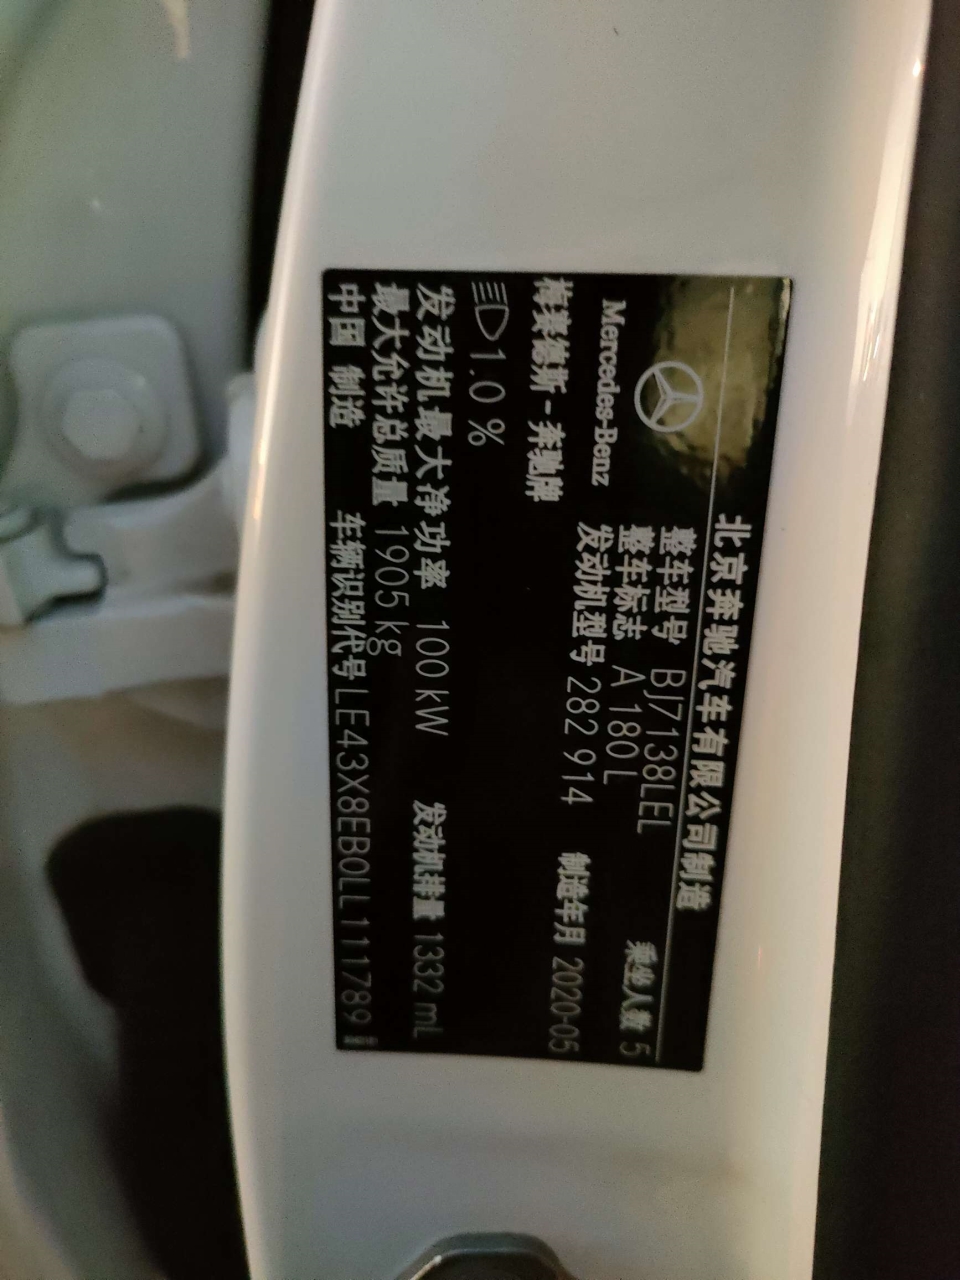 北京奔驰汽车有限公司制造
Mercedes-Benz
整车型号 BJ7138LEL
整车标志 A 180 L
乘坐人数 5
梅赛德斯-奔驰牌
发动机型号 282 914
制造年月 2020-05
1.0 %
发动机最大净功率 100 kW
发动机排量 1332 mL
最大允许总质量 1905 kg
中国 制造
车辆识别代号 LE43X8EB0LL111789